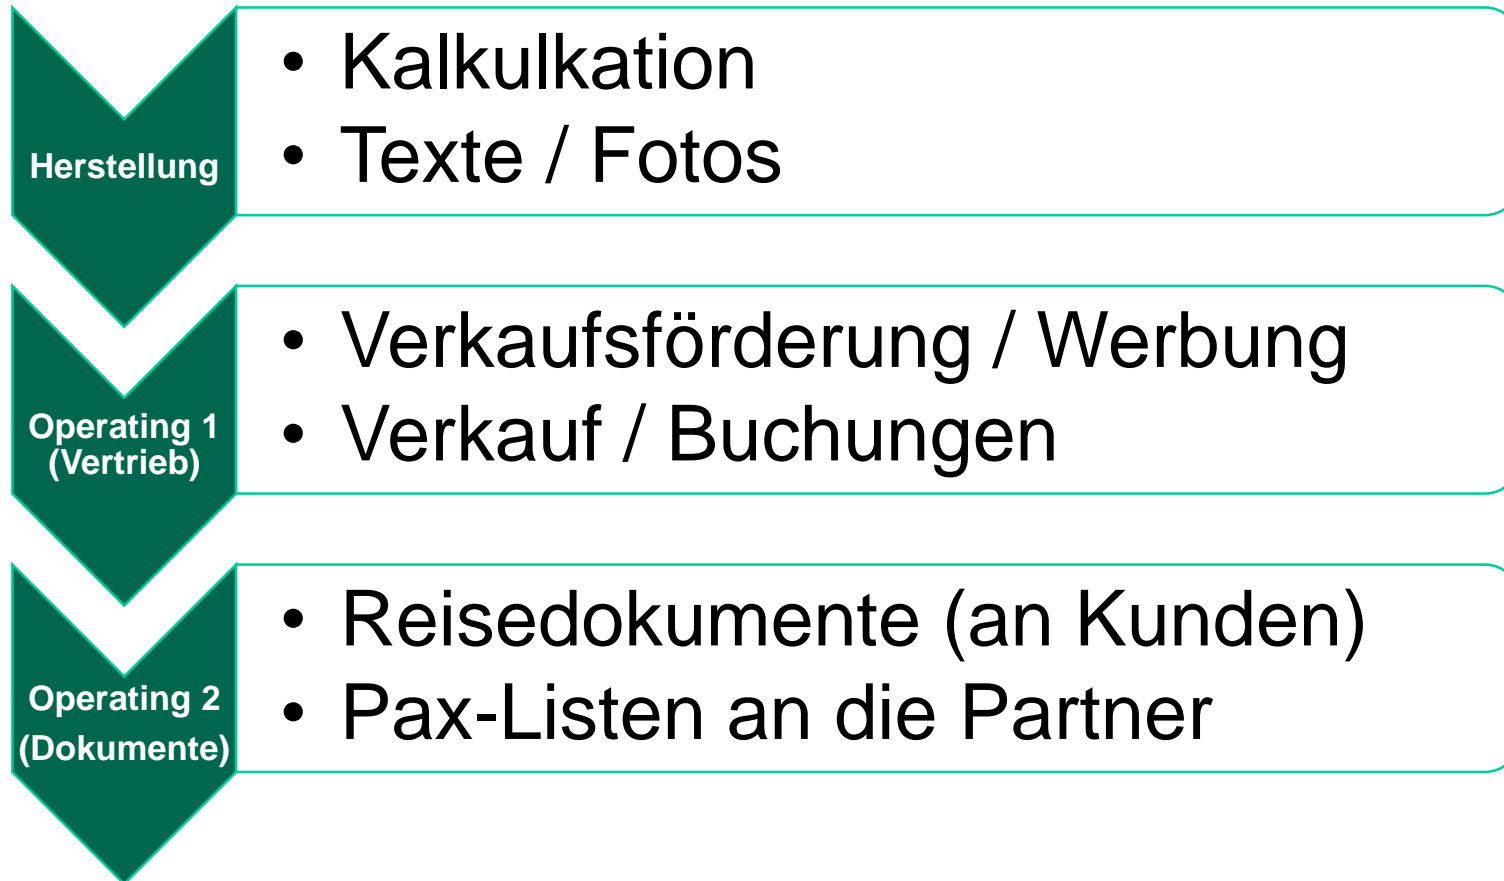 Herstellung
• Kalkulkation
• Texte / Fotos
Operating 1
(Vertrieb)
• Verkaufsförderung / Werbung
• Verkauf / Buchungen
Operating 2
(Dokumente)
• Reisedokumente (an Kunden)
• Pax-Listen an die Partner